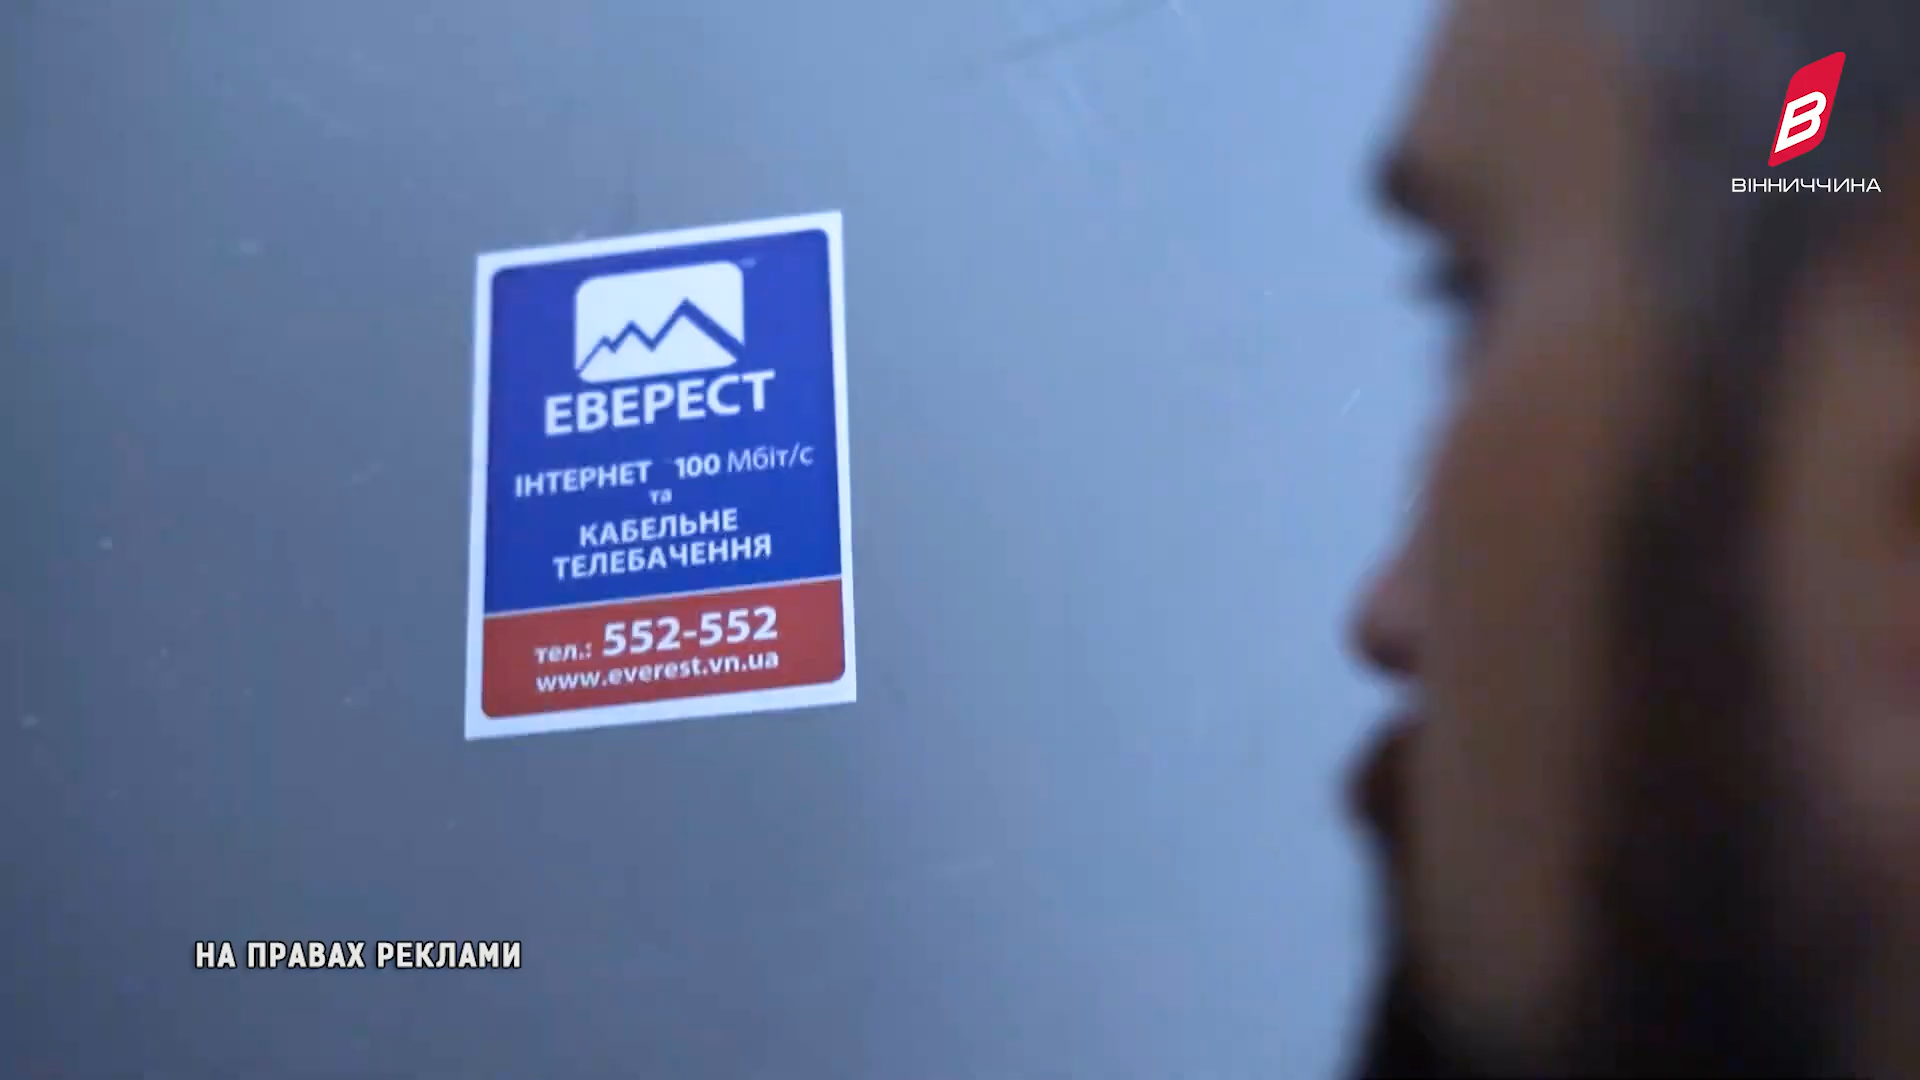 В
ВІННИЧЧИНА
ЕВЕРЕСТ
ІНТЕРНЕТ 100 Мбіт/с
та
КАБЕЛЬНЕ
ТЕЛЕБАЧЕННЯ
тел.: 552-552
www.everest.vn.ua
НА ПРАВАХ РЕКЛАМИ